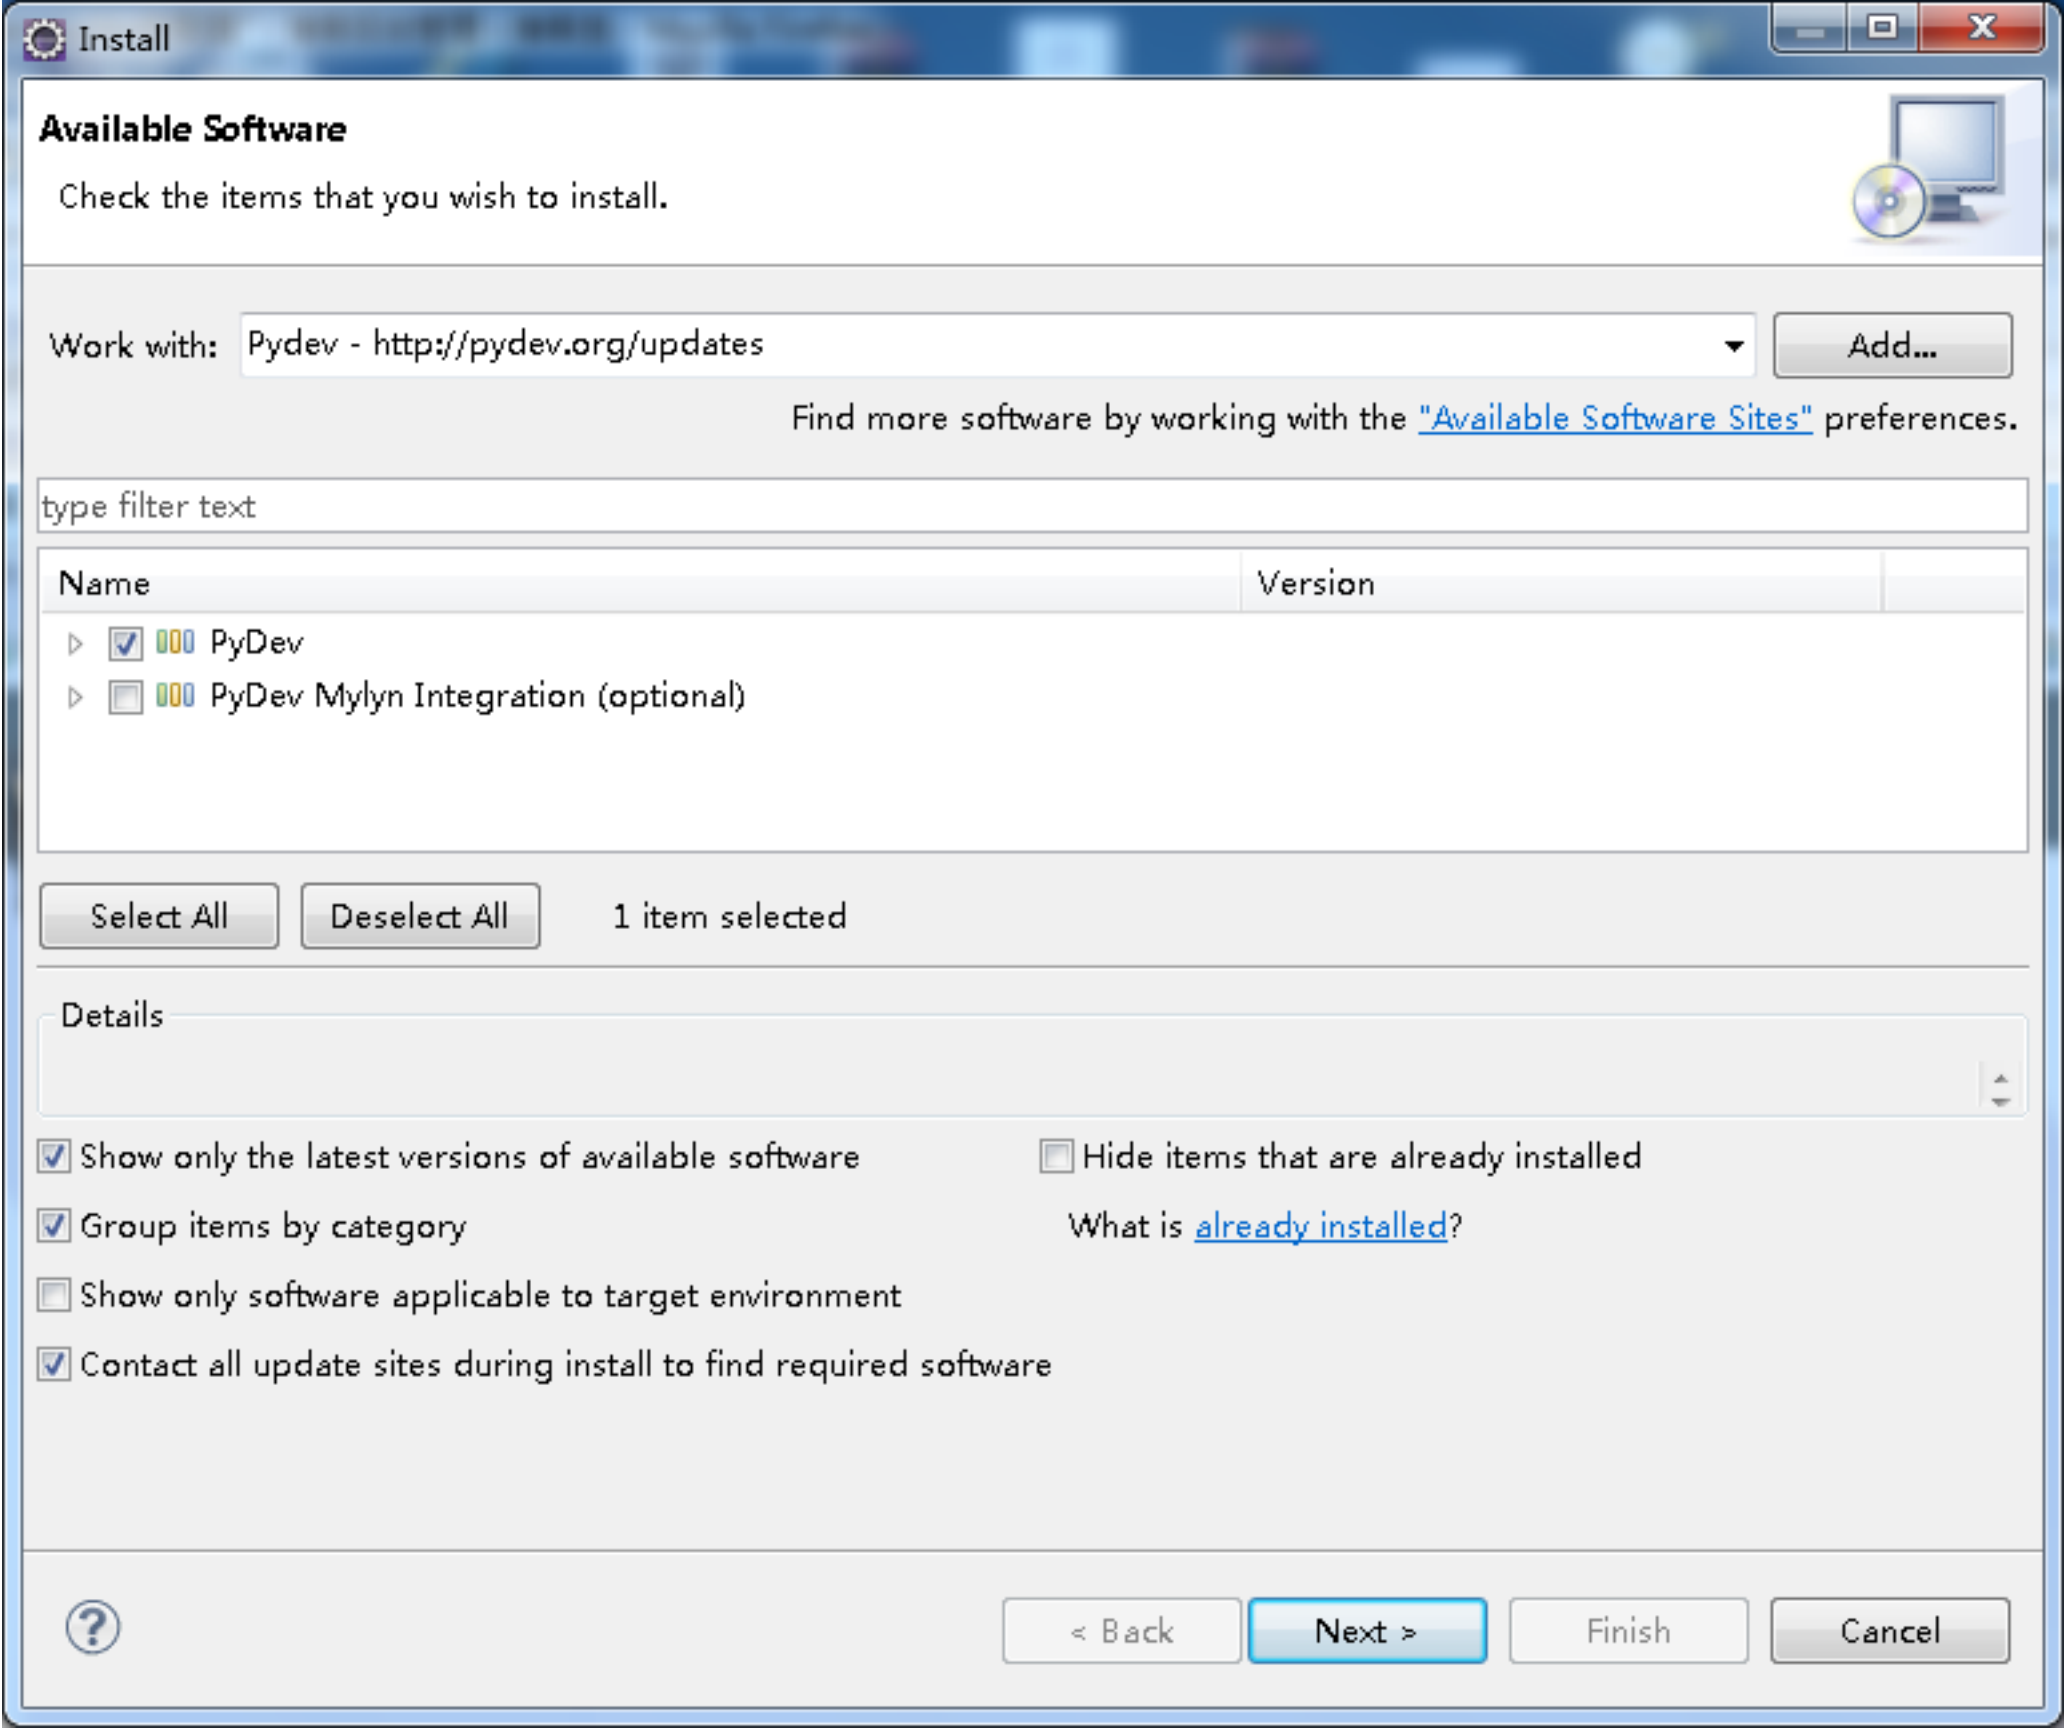 Install
Available Software
Check the items that you wish to install.
Work with: Pydev - http://pydev.org/updates Add...
Find more software by working with the "Available Software Sites" preferences.
type filter text
Name Version
PyDev
PyDev Mylyn Integration (optional)
Select All Deselect All 1 item selected
Details
Show only the latest versions of available software Hide items that are already installed
Group items by category What is already installed?
Show only software applicable to target environment
Contact all update sites during install to find required software
< Back Next > Finish Cancel